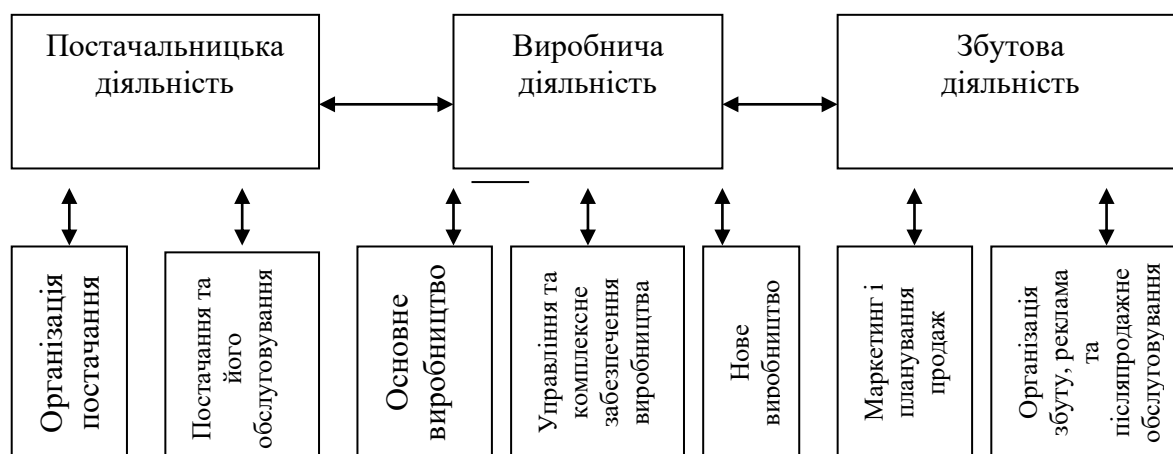 Постачальницька
діяльність
Виробнича
діяльність
Збутова
діяльність
Організація
постачання
Постачання та
його
обслуговування
Основне
виробництво
Управління та
комплексне
забезпечення
виробництва
Нове
виробництво
Маркетинг і
планування
продаж
Організація
збуту, реклама
та
післяпродажне
обслуговування